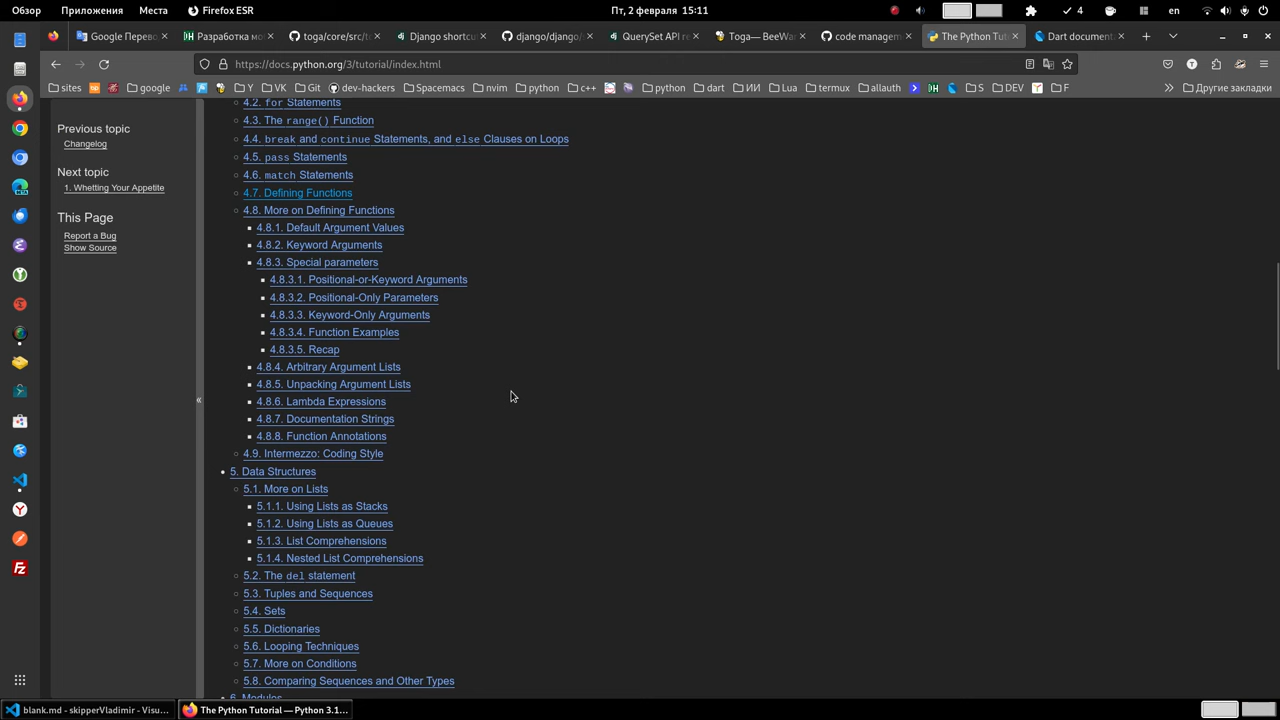 Обзор Приложения Места Firefox ESR Пт, 2 февраля 15:11 4 en
Google Перево Разработка мо toga/core/src/to Django shortcut django/django/ QuerySet API re Toga — BeeWar code managem The Python Tut Dart documenta
https://docs.python.org/3/tutorial/index.html
sites google Y VK Git dev-hackers Spacemacs nvim python c++ python dart ИИ Lua termux allauth S DEV F Другие закладки
Previous topic
Changelog
Next topic
1. Whetting Your Appetite
This Page
Report a Bug
Show Source
«
4.2. for Statements
4.3. The range() Function
4.4. break and continue Statements, and else Clauses on Loops
4.5. pass Statements
4.6. match Statements
4.7. Defining Functions
4.8. More on Defining Functions
4.8.1. Default Argument Values
4.8.2. Keyword Arguments
4.8.3. Special parameters
4.8.3.1. Positional-or-Keyword Arguments
4.8.3.2. Positional-Only Parameters
4.8.3.3. Keyword-Only Arguments
4.8.3.4. Function Examples
4.8.3.5. Recap
4.8.4. Arbitrary Argument Lists
4.8.5. Unpacking Argument Lists
4.8.6. Lambda Expressions
4.8.7. Documentation Strings
4.8.8. Function Annotations
4.9. Intermezzo: Coding Style
5. Data Structures
5.1. More on Lists
5.1.1. Using Lists as Stacks
5.1.2. Using Lists as Queues
5.1.3. List Comprehensions
5.1.4. Nested List Comprehensions
5.2. The del statement
5.3. Tuples and Sequences
5.4. Sets
5.5. Dictionaries
5.6. Looping Techniques
5.7. More on Conditions
5.8. Comparing Sequences and Other Types
6. Modules
blank.md - skipperVladimir - Visu... The Python Tutorial — Python 3.1...